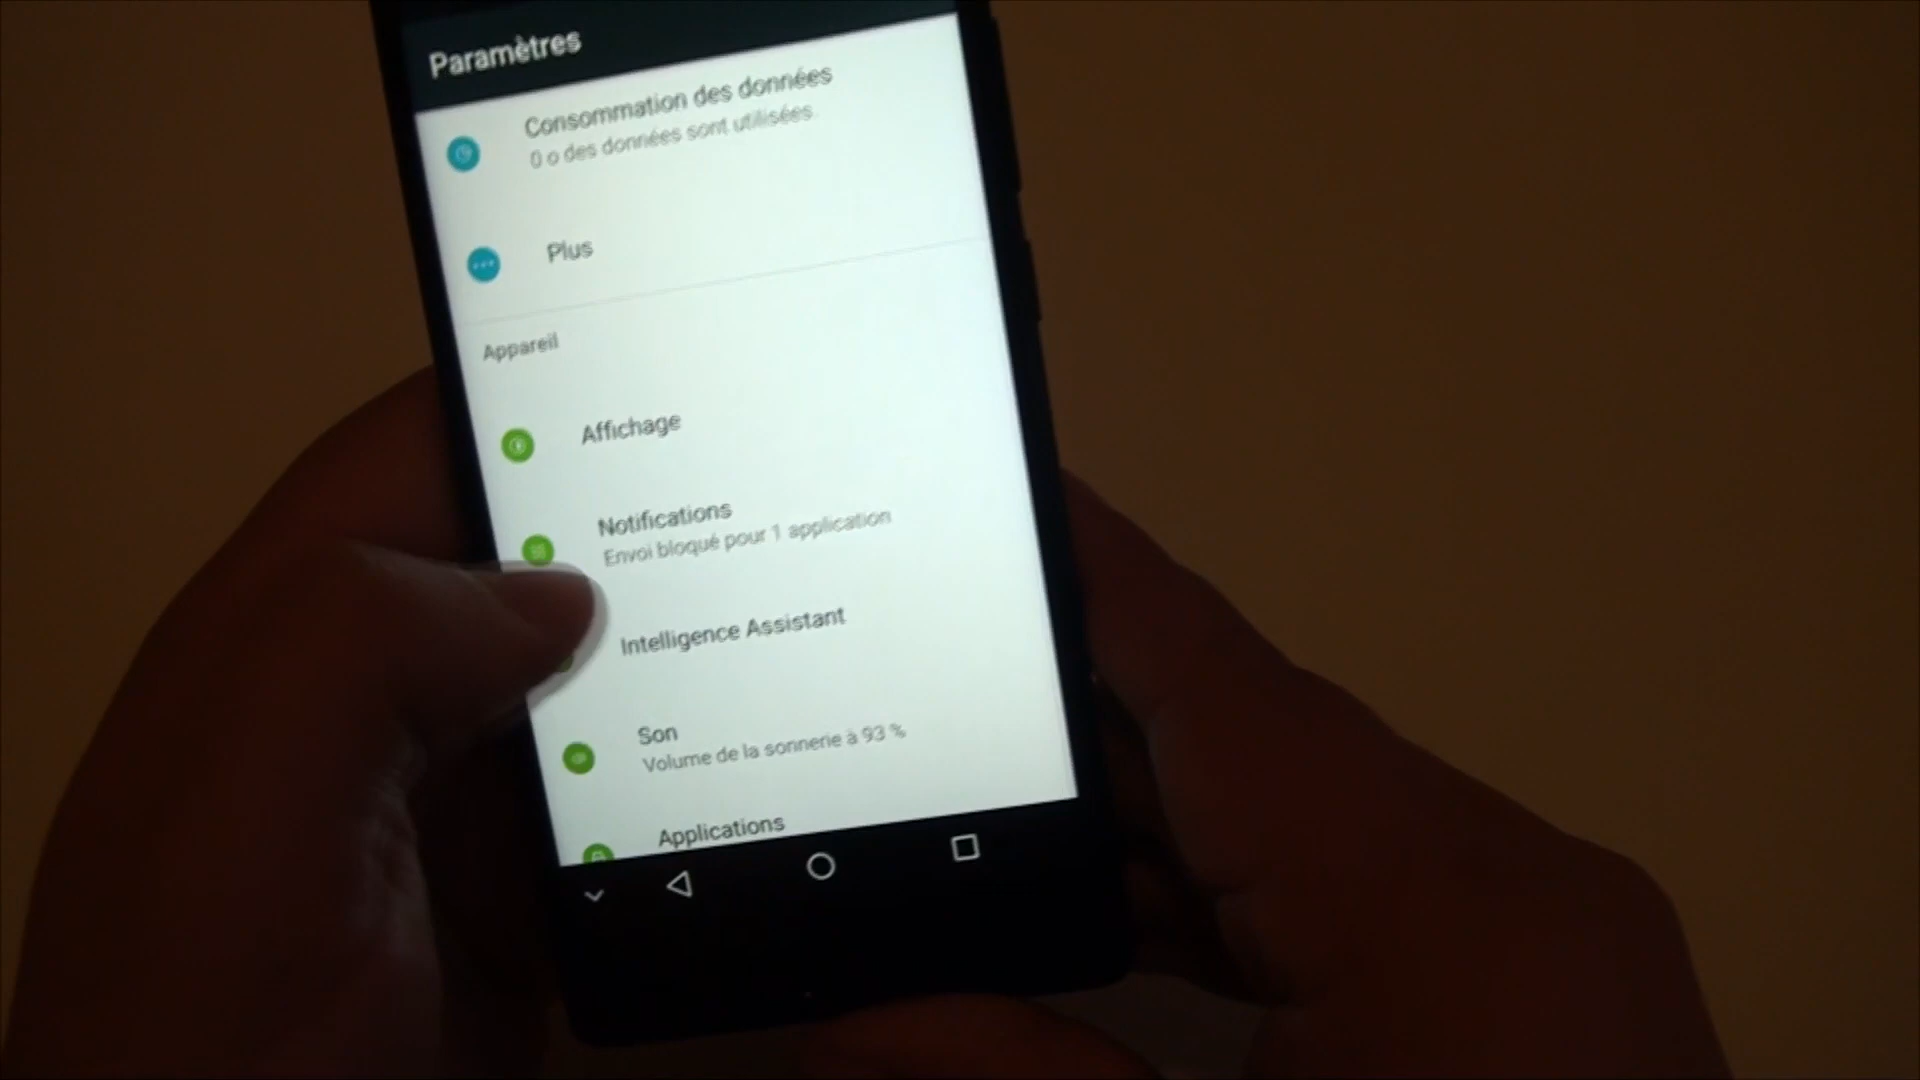 Paramètres
Consommation des données
0 o des données sont utilisées.
Plus
Appareil
Affichage
Notifications
Envoi bloqué pour 1 application
Intelligence Assistant
Son
Volume de la sonnerie à 93 %
Applications